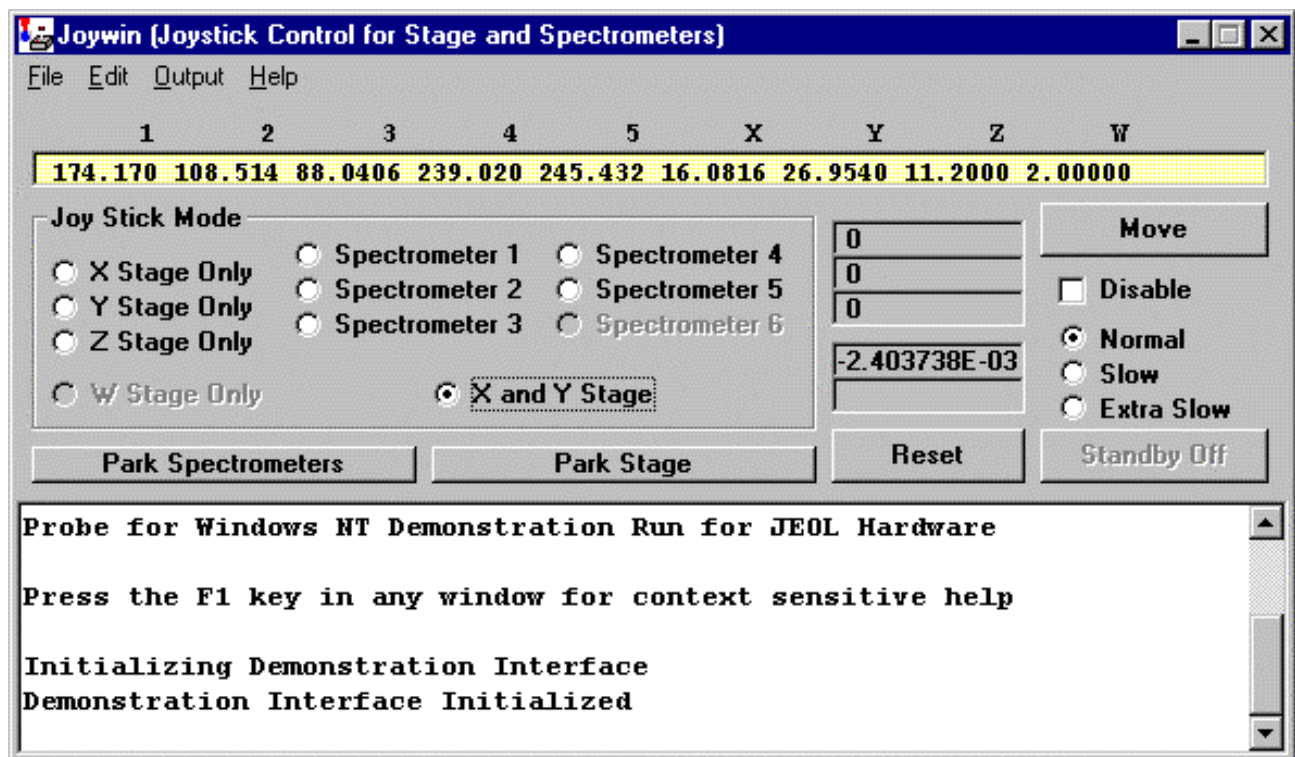 Joywin (Joystick Control for Stage and Spectrometers)
File Edit Output Help
1 2 3 4 5 X Y Z W
174.170 108.514 88.0406 239.020 245.432 16.0816 26.9540 11.2000 2.00000
Joy Stick Mode
X Stage Only
Y Stage Only
Z Stage Only
W Stage Only
Spectrometer 1
Spectrometer 2
Spectrometer 3
Spectrometer 4
Spectrometer 5
Spectrometer 6
X and Y Stage
0
0
0
-2.403738E-03
Move
Disable
Normal
Slow
Extra Slow
Park Spectrometers
Park Stage
Reset
Standby Off
Probe for Windows NT Demonstration Run for JEOL Hardware
Press the F1 key in any window for context sensitive help
Initializing Demonstration Interface
Demonstration Interface Initialized